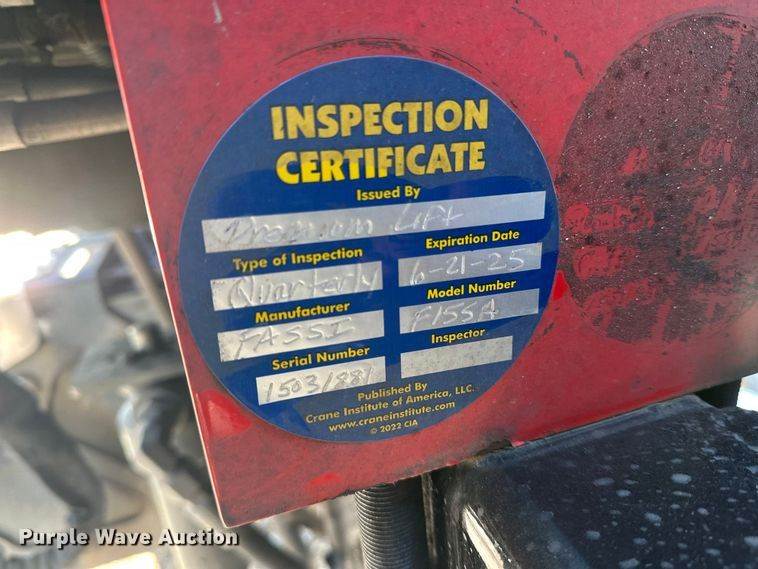 INSPECTION
CERTIFICATE
Issued By
Premium Lift
Type of Inspection
Expiration Date
Quarterly
6-21-25
Manufacturer
Model Number
FASSI
F155A
Serial Number
Inspector
1503/881
Published By
Crane Institute of America, LLC.
www.craneinstitute.com
© 2022 CIA
Purple Wave Auction